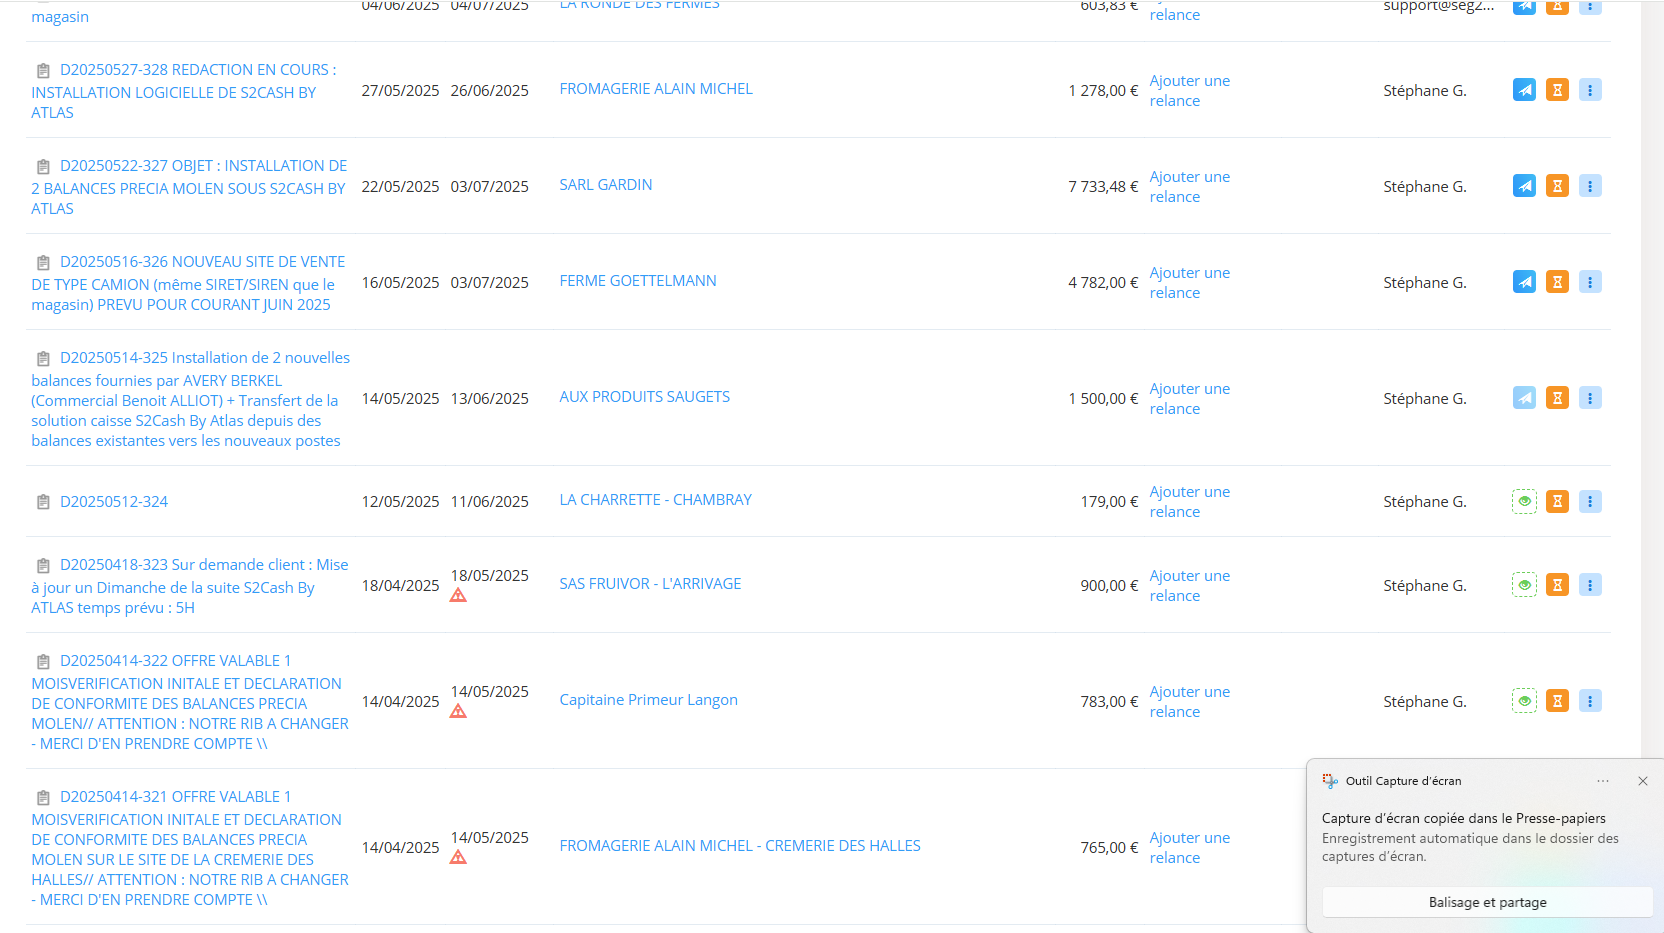 magasin
04/06/2025 04/07/2025 LA RONDE DES FERMES 603,83 € relance support@seg2...
D20250527-328 REDACTION EN COURS :
INSTALLATION LOGICIELLE DE S2CASH BY
ATLAS
27/05/2025 26/06/2025 FROMAGERIE ALAIN MICHEL 1 278,00 € Ajouter une
relance
Stéphane G.
D20250522-327 OBJET : INSTALLATION DE
2 BALANCES PRECIA MOLEN SOUS S2CASH BY
ATLAS
22/05/2025 03/07/2025 SARL GARDIN 7 733,48 € Ajouter une
relance
Stéphane G.
D20250516-326 NOUVEAU SITE DE VENTE
DE TYPE CAMION (même SIRET/SIREN que le
magasin) PREVU POUR COURANT JUIN 2025
16/05/2025 03/07/2025 FERME GOETTELMANN 4 782,00 € Ajouter une
relance
Stéphane G.
D20250514-325 Installation de 2 nouvelles
balances fournies par AVERY BERKEL
(Commercial Benoit ALLIOT) + Transfert de la
solution caisse S2Cash By Atlas depuis des
balances existantes vers les nouveaux postes
14/05/2025 13/06/2025 AUX PRODUITS SAUGETS 1 500,00 € Ajouter une
relance
Stéphane G.
D20250512-324
12/05/2025 11/06/2025 LA CHARRETTE - CHAMBRAY 179,00 € Ajouter une
relance
Stéphane G.
D20250418-323 Sur demande client : Mise
à jour un Dimanche de la suite S2Cash By
ATLAS temps prévu : 5H
18/04/2025 18/05/2025 SAS FRUIVOR - L'ARRIVAGE 900,00 € Ajouter une
relance
Stéphane G.
D20250414-322 OFFRE VALABLE 1
MOISVERIFICATION INITALE ET DECLARATION
DE CONFORMITE DES BALANCES PRECIA
MOLEN// ATTENTION : NOTRE RIB A CHANGER
- MERCI D'EN PRENDRE COMPTE \\
14/04/2025 14/05/2025 Capitaine Primeur Langon 783,00 € Ajouter une
relance
Stéphane G.
D20250414-321 OFFRE VALABLE 1
MOISVERIFICATION INITALE ET DECLARATION
DE CONFORMITE DES BALANCES PRECIA
MOLEN SUR LE SITE DE LA CREMERIE DES
HALLES// ATTENTION : NOTRE RIB A CHANGER
- MERCI D'EN PRENDRE COMPTE \\
14/04/2025 14/05/2025 FROMAGERIE ALAIN MICHEL - CREMERIE DES HALLES 765,00 € Ajouter une
relance
Outil Capture d'écran
Capture d'écran copiée dans le Presse-papiers
Enregistrement automatique dans le dossier des
captures d'écran.
Balisage et partage